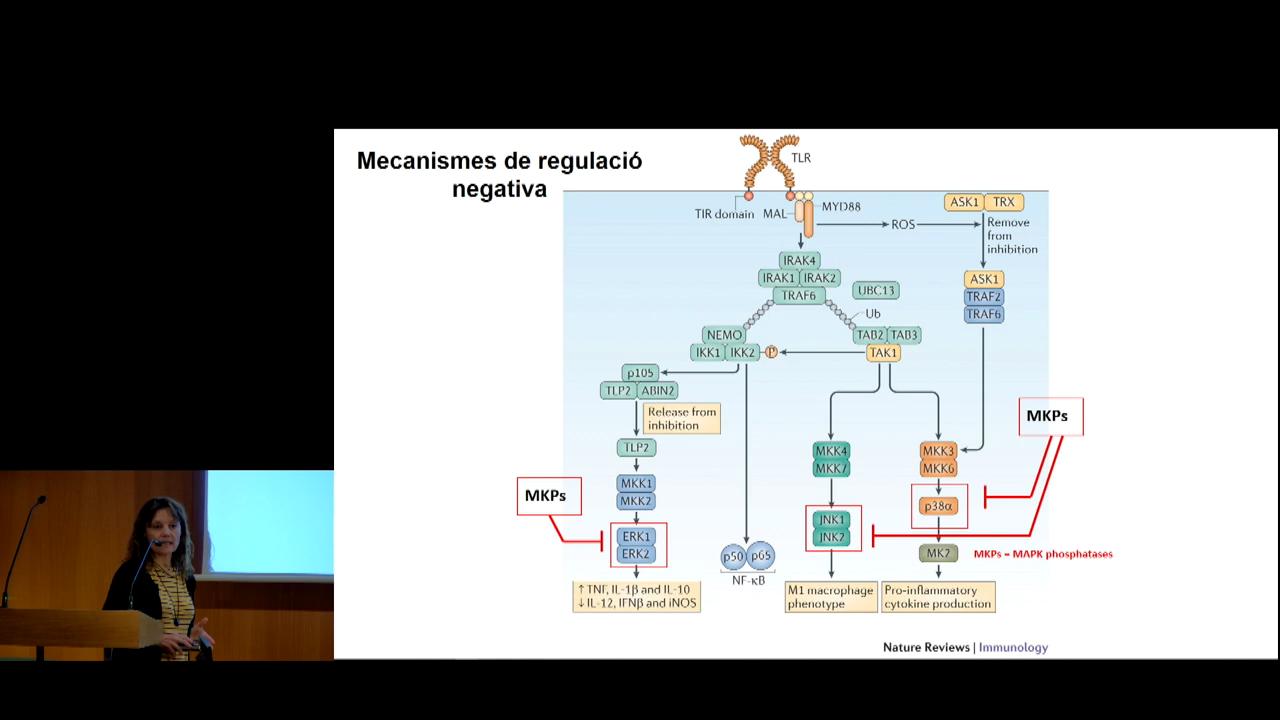 Mecanismes de regulació
negativa
TLR
TIR domain
MAL
MYD88
ROS
ASK1 TRX
Remove
from
inhibition
IRAK4
IRAK1 IRAK2
TRAF6
UBC13
Ub
ASK1
TRAF2
TRAF6
NEMO
IKK1 IKK2
P
TAB2 TAB3
TAK1
p105
TLP2 ABIN2
Release from
inhibition
TLP2
MKK1
MKK2
MKPs
ERK1
ERK2
↑ TNF, IL-1β and IL-10
↓ IL-12, IFNβ and iNOS
p50 p65
NF-κB
MKK4
MKK7
JNK1
JNK2
M1 macrophage
phenotype
MKPs
MKK3
MKK6
p38α
MK2
MKPs = MAPK phosphatases
Pro-inflammatory
cytokine production
Nature Reviews | Immunology